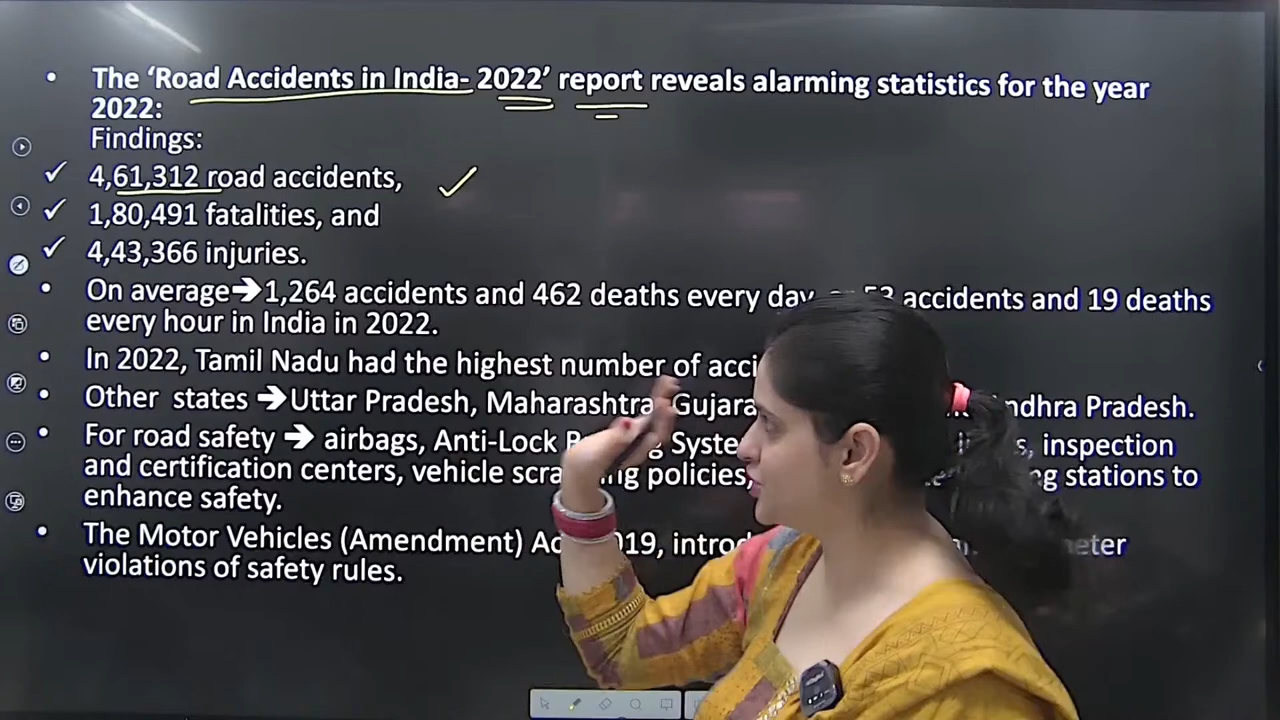 • The ‘Road Accidents in India- 2022’ report reveals alarming statistics for the year
2022:
Findings:
✓ 4,61,312 road accidents,
✓ 1,80,491 fatalities, and
✓ 4,43,366 injuries.
• On average➔1,264 accidents and 462 deaths every day, or 53 accidents and 19 deaths
every hour in India in 2022.
• In 2022, Tamil Nadu had the highest number of
• Other states ➔Uttar Pradesh, Maharashtra, Andhra Pradesh.
• For road safety ➔ airbags, Anti-Lock inspection
and certification centers, vehicle policies, stations to
enhance safety.
• The Motor Vehicles (Amendment)
violations of safety rules.